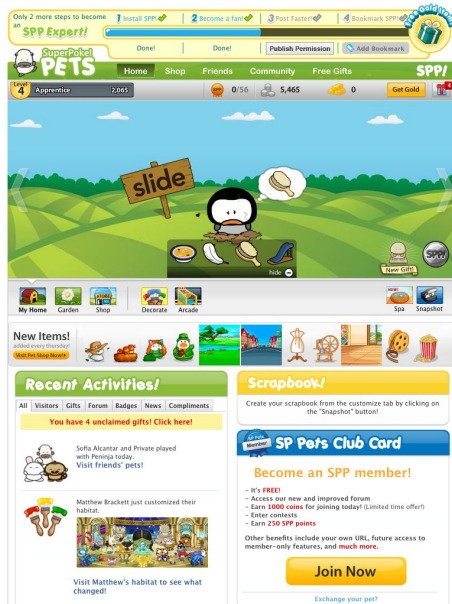 Only 2 more steps to become
an
SPP Expert!
1 Install SPP!
2 Become a fan!
3 Post Faster!
4 Bookmark SPP!
Done!
Done!
Publish Permission
Add Bookmark
SuperPoke!
PETS
Home
Shop
Friends
Community
Free Gifts
SPP!
Level
4
Apprentice
2,065
0/56
5,465
0
Get Gold
4
slide
hide
New Gift!
SPP!
My Home
Garden
Shop
Decorate
Arcade
Spa
Snapshot
New Items!
added every thursday!
Visit Pet Shop Now!
Recent Activities!
All
Visitors
Gifts
Forum
Badges
News
Compliments
You have 4 unclaimed gifts! Click here!
Sofia Alcantar and Private played
with Peninja today.
Visit friends' pets!
Matthew Brackett just customized their
habitat.
Visit Matthew's habitat to see what
changed!
Scrapbook!
Create your scrapbook from the customize tab by clicking on
the "Snapshot" button!
SP Pets
Member
SP Pets Club Card
Become an SPP member!
- It's FREE!
- Access our new and improved forum
- Earn 1000 coins for joining today! (Limited time offer!)
- Enter contests
- Earn 250 SPP points
Other benefits include your own URL, future access to
member-only features, and much more.
Join Now
Exchange your pet?